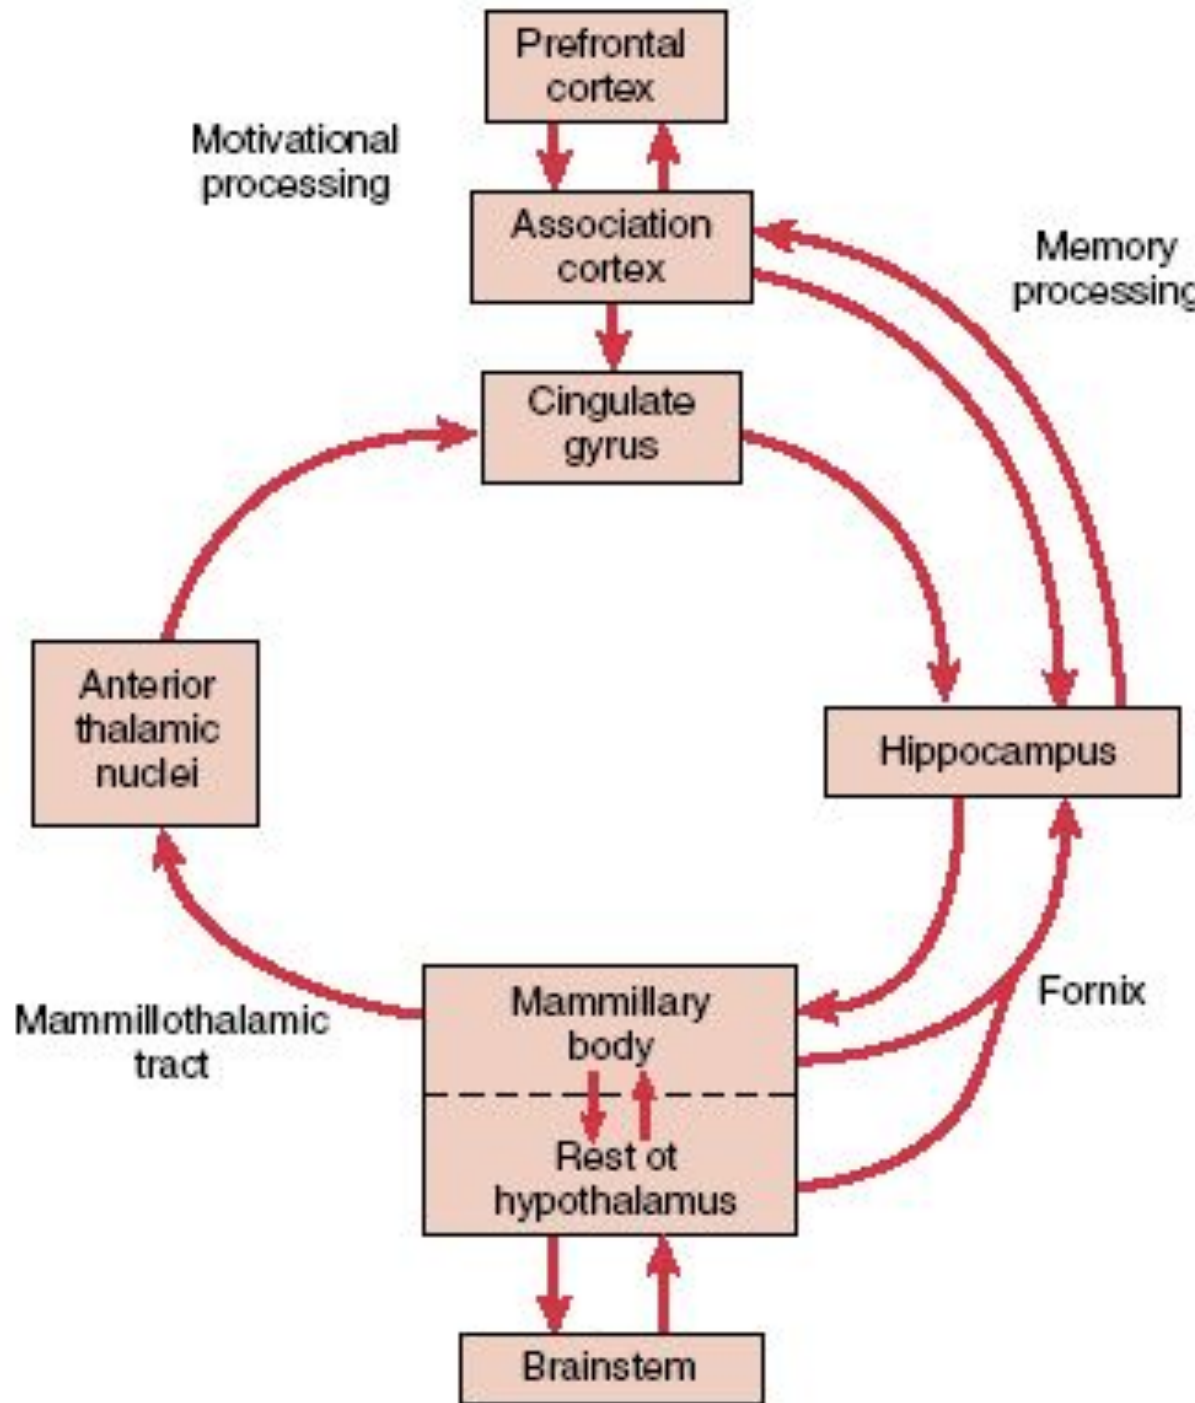 Prefrontal
cortex
Motivational
processing
Association
cortex
Memory
processing
Cingulate
gyrus
Anterior
thalamic
nuclei
Hippocampus
Mammillary
body
Fornix
Mammillothalamic
tract
Rest ot
hypothalamus
Brainstem